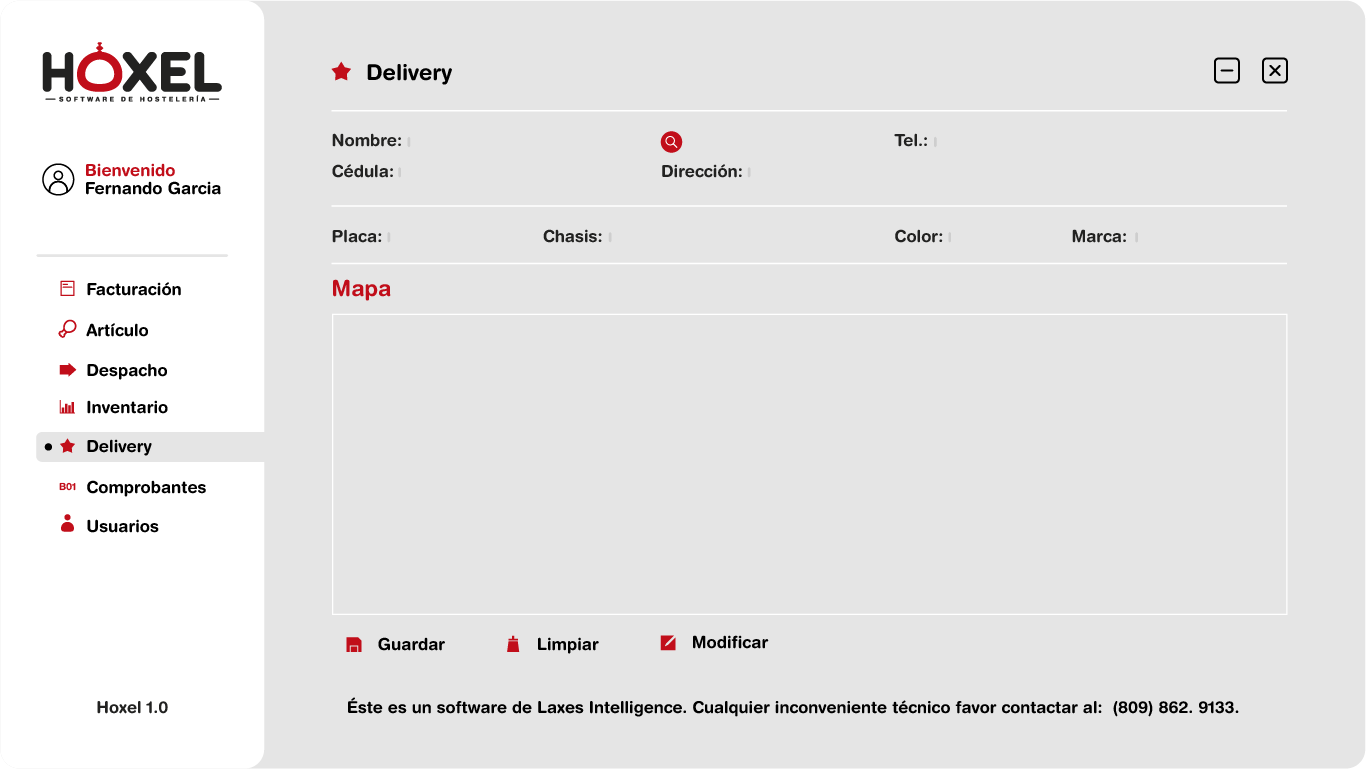 HOXEL
SOFTWARE DE HOSTELERÍA
Bienvenido
Fernando Garcia
Facturación
Artículo
Despacho
Inventario
Delivery
B01 Comprobantes
Usuarios
Hoxel 1.0
Delivery
Nombre: Tel.:
Cédula: Dirección:
Placa: Chasis: Color: Marca:
Mapa
Guardar Limpiar Modificar
Éste es un software de Laxes Intelligence. Cualquier inconveniente técnico favor contactar al: (809) 862. 9133.